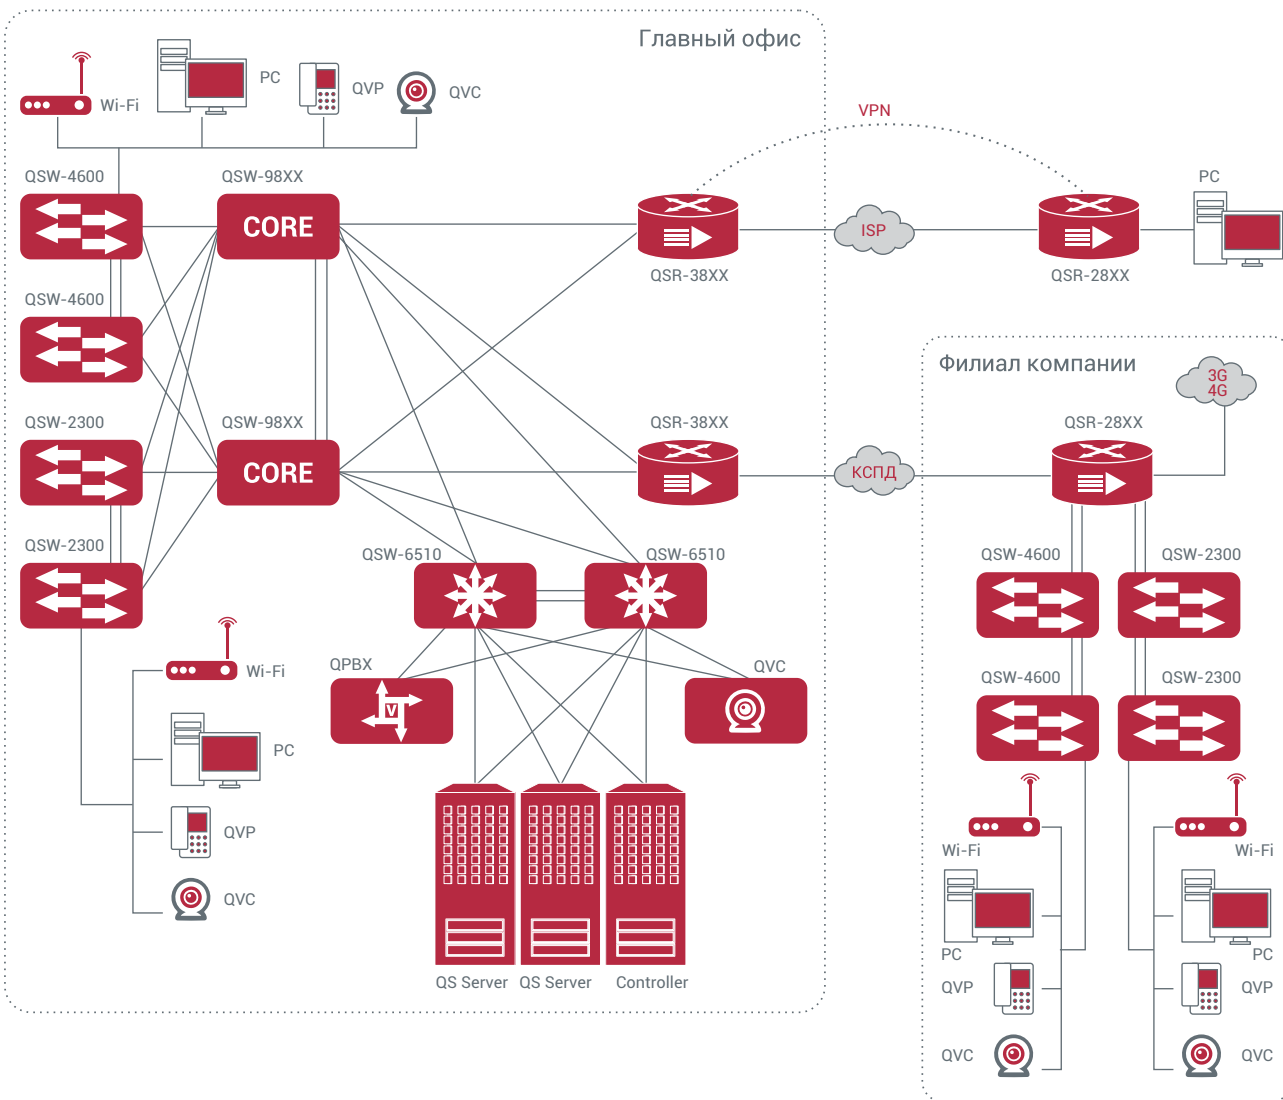 Главный офис
Wi-Fi
PC
QVP
QVC
VPN
QSW-4600
QSW-98XX
CORE
PC
ISP
QSR-38XX
QSR-28XX
QSW-4600
Филиал компании
3G
4G
QSW-2300
QSW-98XX
CORE
QSR-38XX
КСПД
QSR-28XX
QSW-2300
QSW-6510
QSW-6510
QSW-4600
QSW-2300
Wi-Fi
QPBX
V
QVC
QSW-4600
QSW-2300
PC
QVP
QVC
Wi-Fi
Wi-Fi
PC
PC
QS Server
QS Server
Controller
QVP
QVP
QVC
QVC